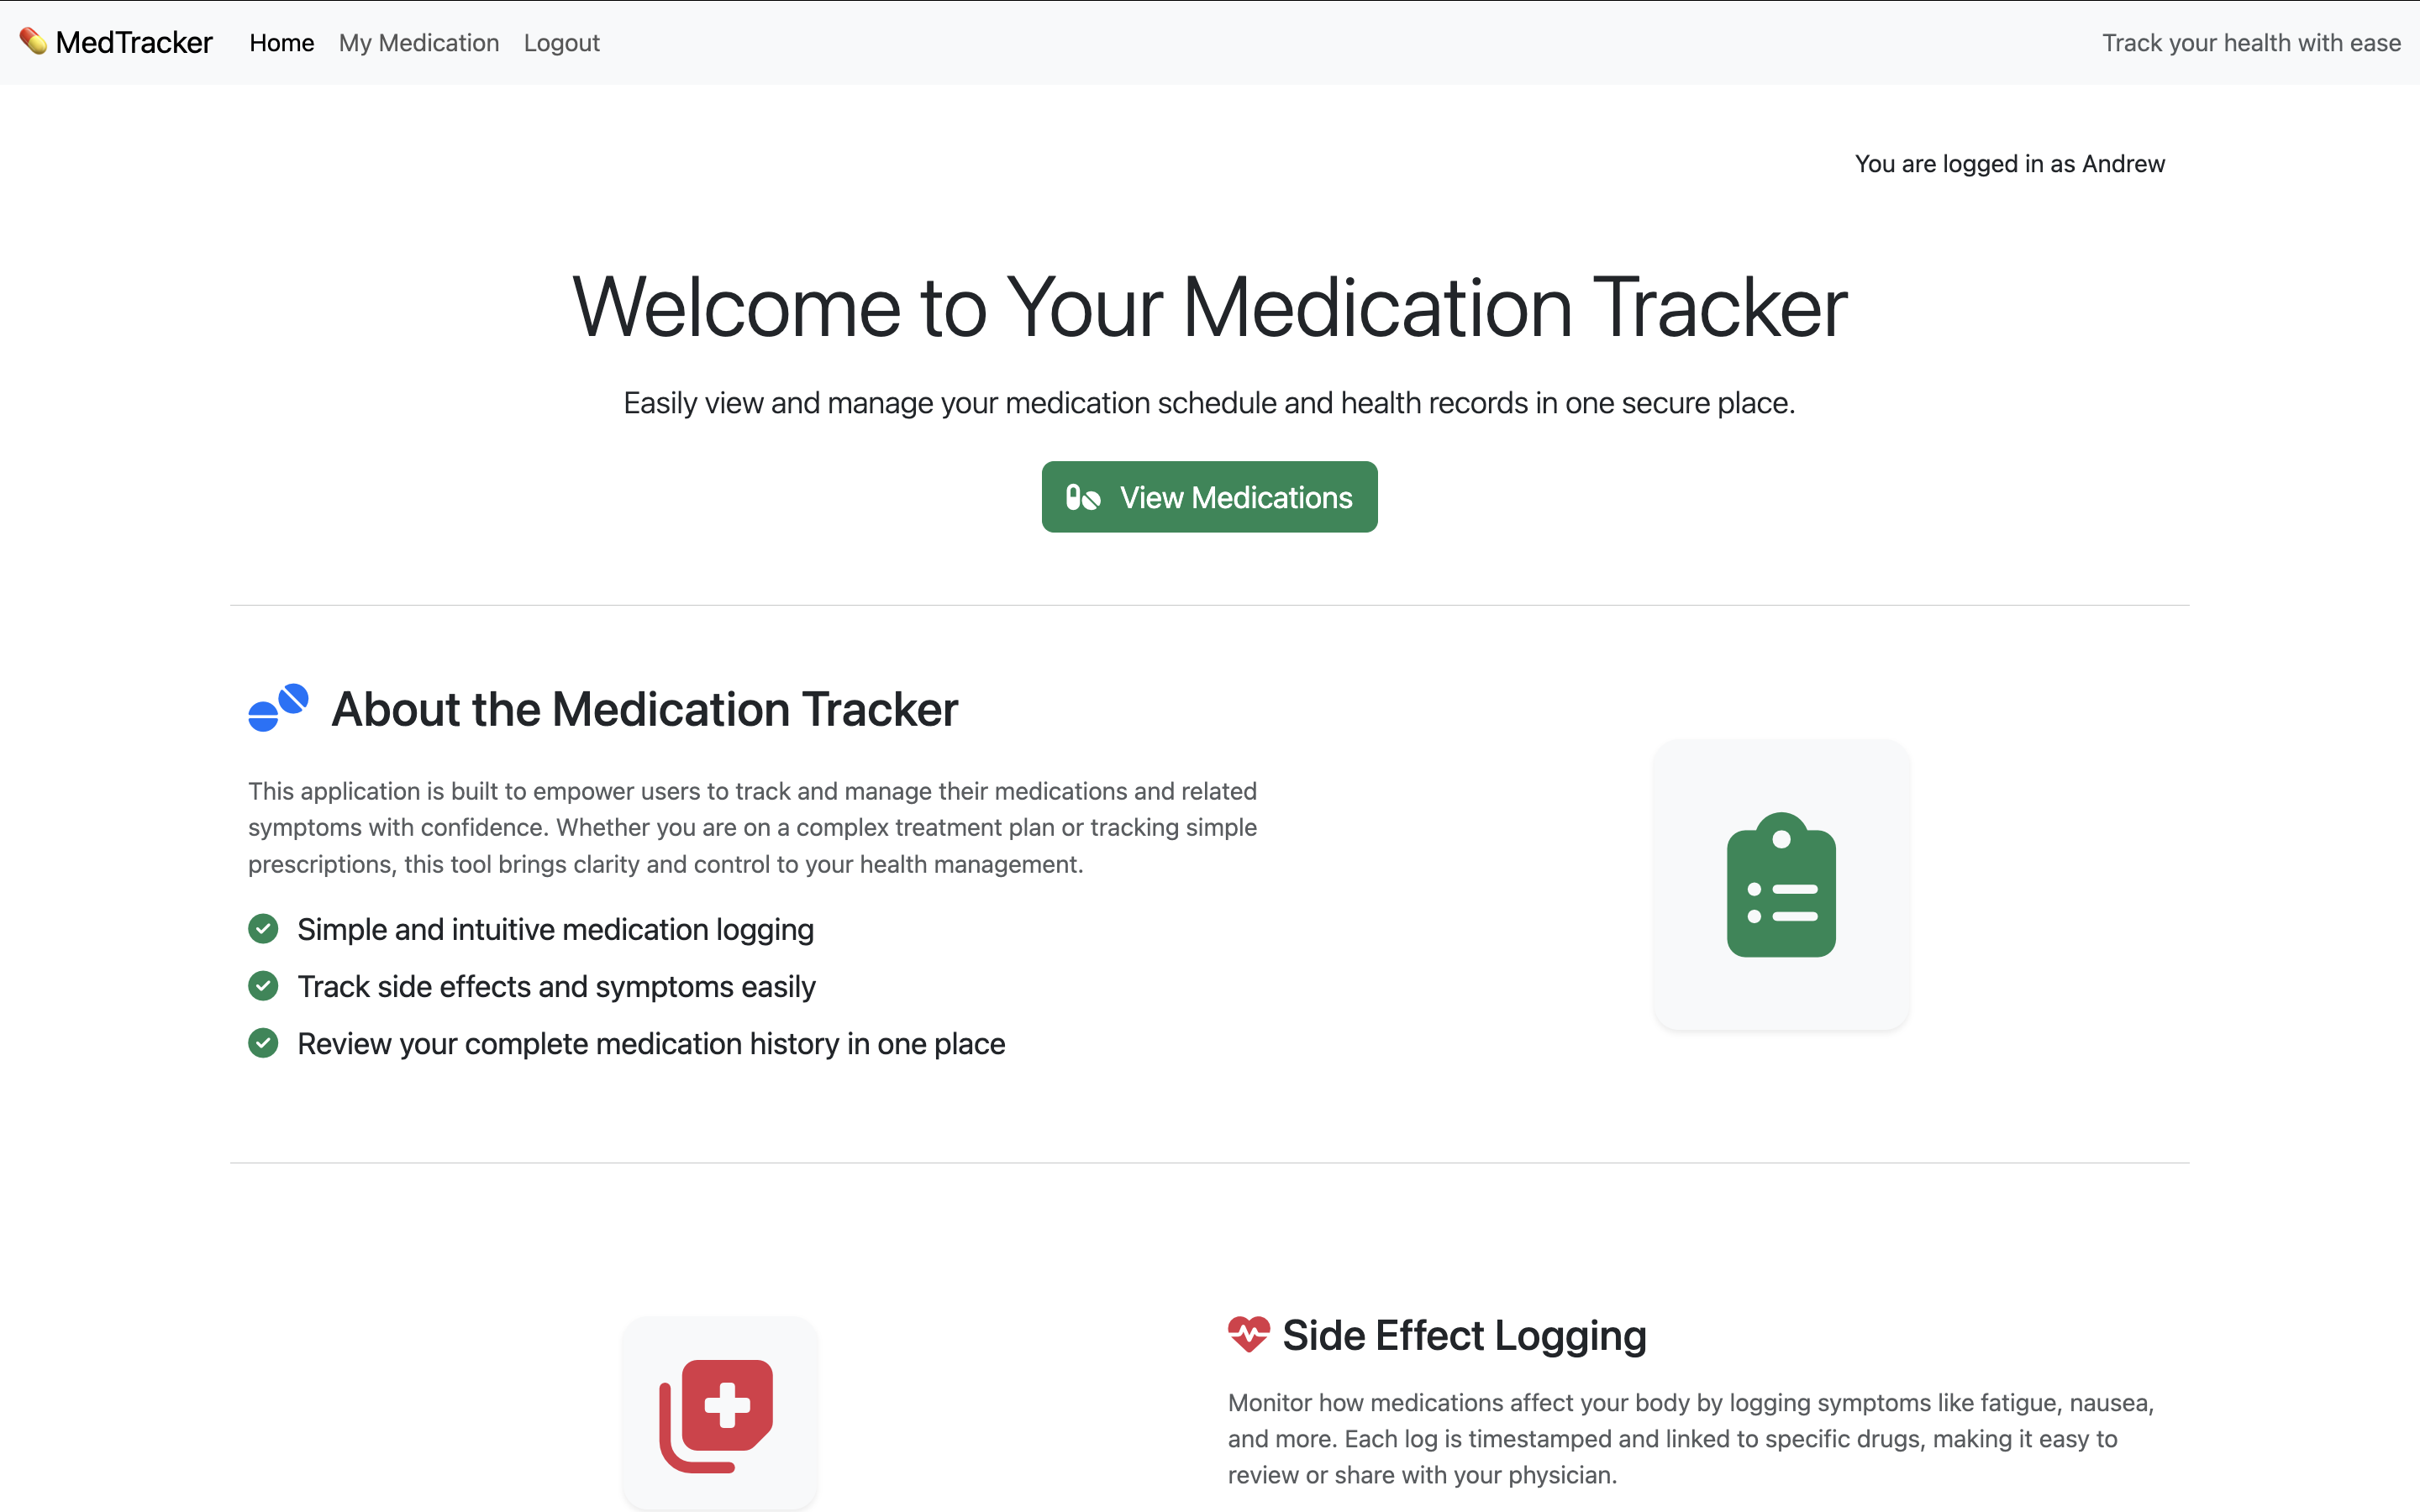 MedTracker Home My Medication Logout Track your health with ease
You are logged in as Andrew
Welcome to Your Medication Tracker
Easily view and manage your medication schedule and health records in one secure place.
View Medications
About the Medication Tracker
This application is built to empower users to track and manage their medications and related
symptoms with confidence. Whether you are on a complex treatment plan or tracking simple
prescriptions, this tool brings clarity and control to your health management.
Simple and intuitive medication logging
Track side effects and symptoms easily
Review your complete medication history in one place
Side Effect Logging
Monitor how medications affect your body by logging symptoms like fatigue, nausea,
and more. Each log is timestamped and linked to specific drugs, making it easy to
review or share with your physician.